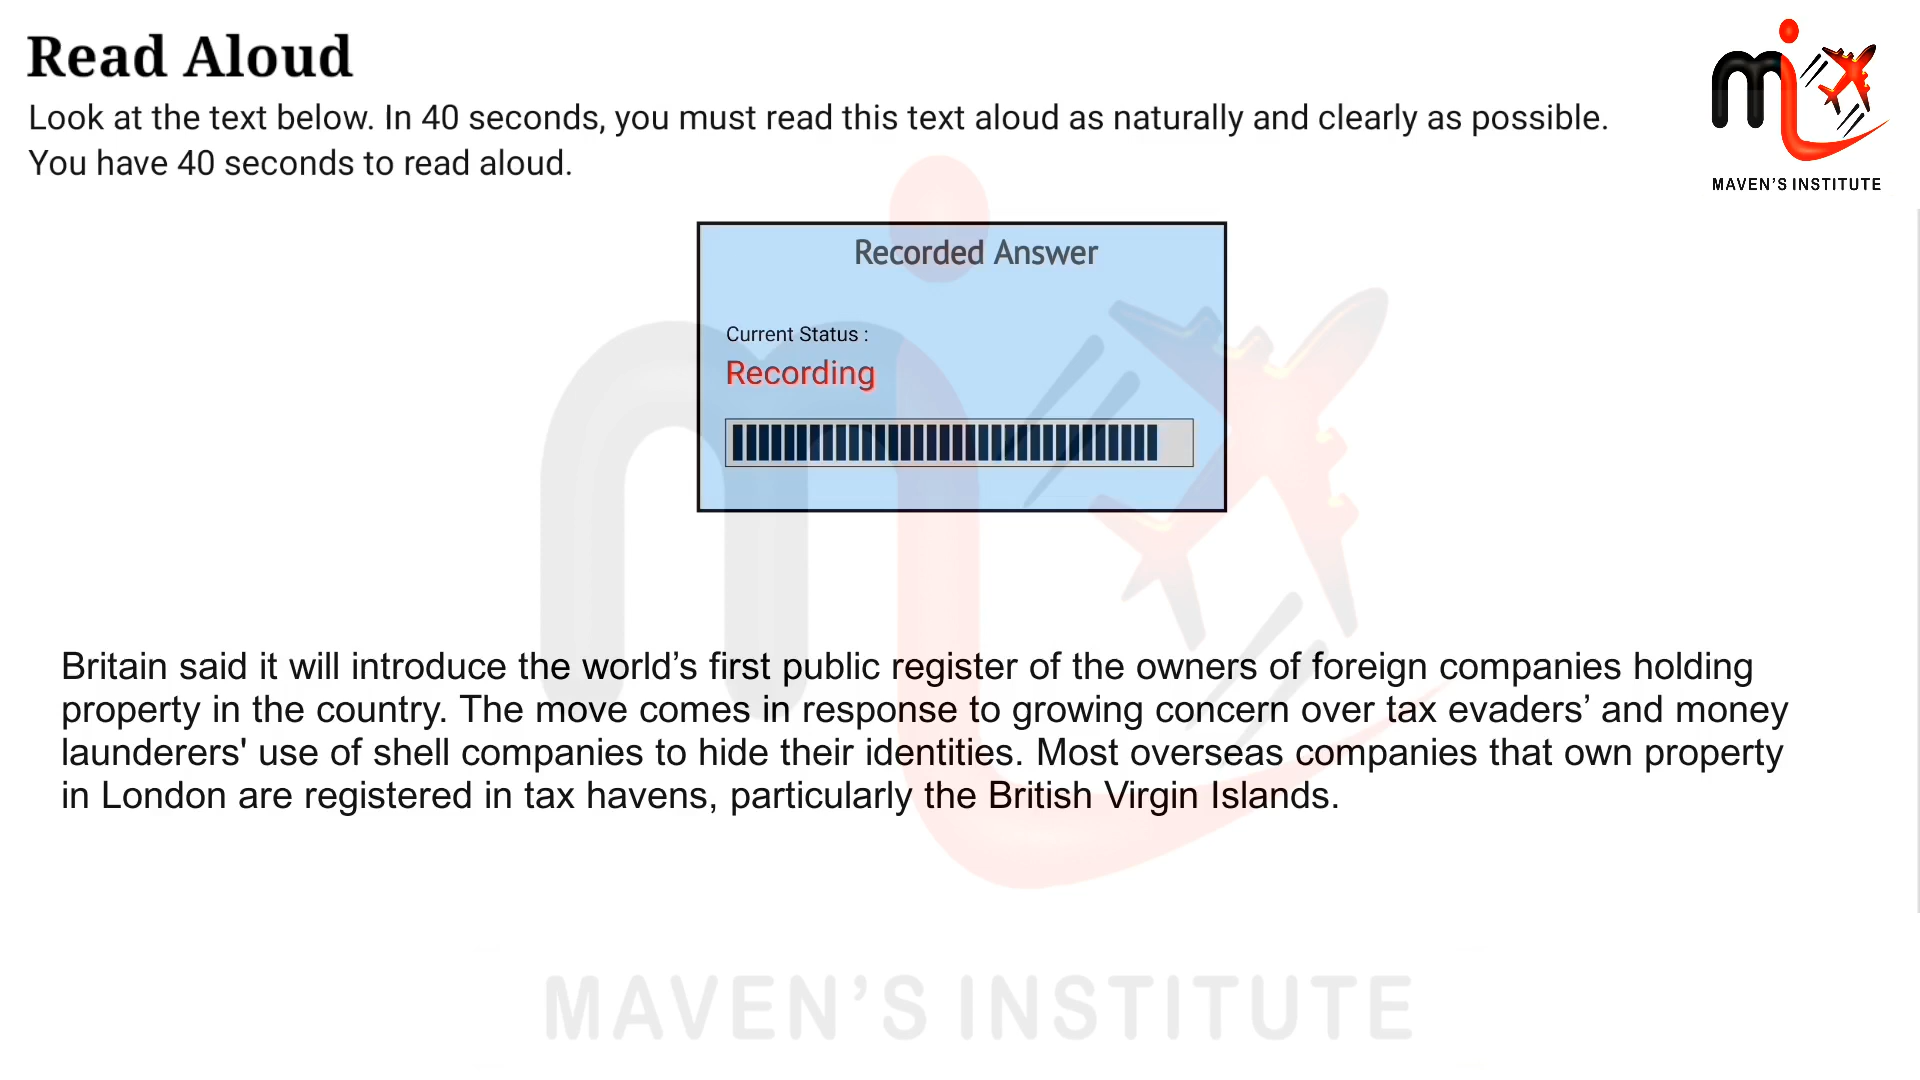 Read Aloud
Look at the text below. In 40 seconds, you must read this text aloud as naturally and clearly as possible.
You have 40 seconds to read aloud.
mi
MAVEN'S INSTITUTE
Recorded Answer
Current Status :
Recording
Britain said it will introduce the world’s first public register of the owners of foreign companies holding
property in the country. The move comes in response to growing concern over tax evaders’ and money
launderers' use of shell companies to hide their identities. Most overseas companies that own property
in London are registered in tax havens, particularly the British Virgin Islands.
MAVEN'S INSTITUTE